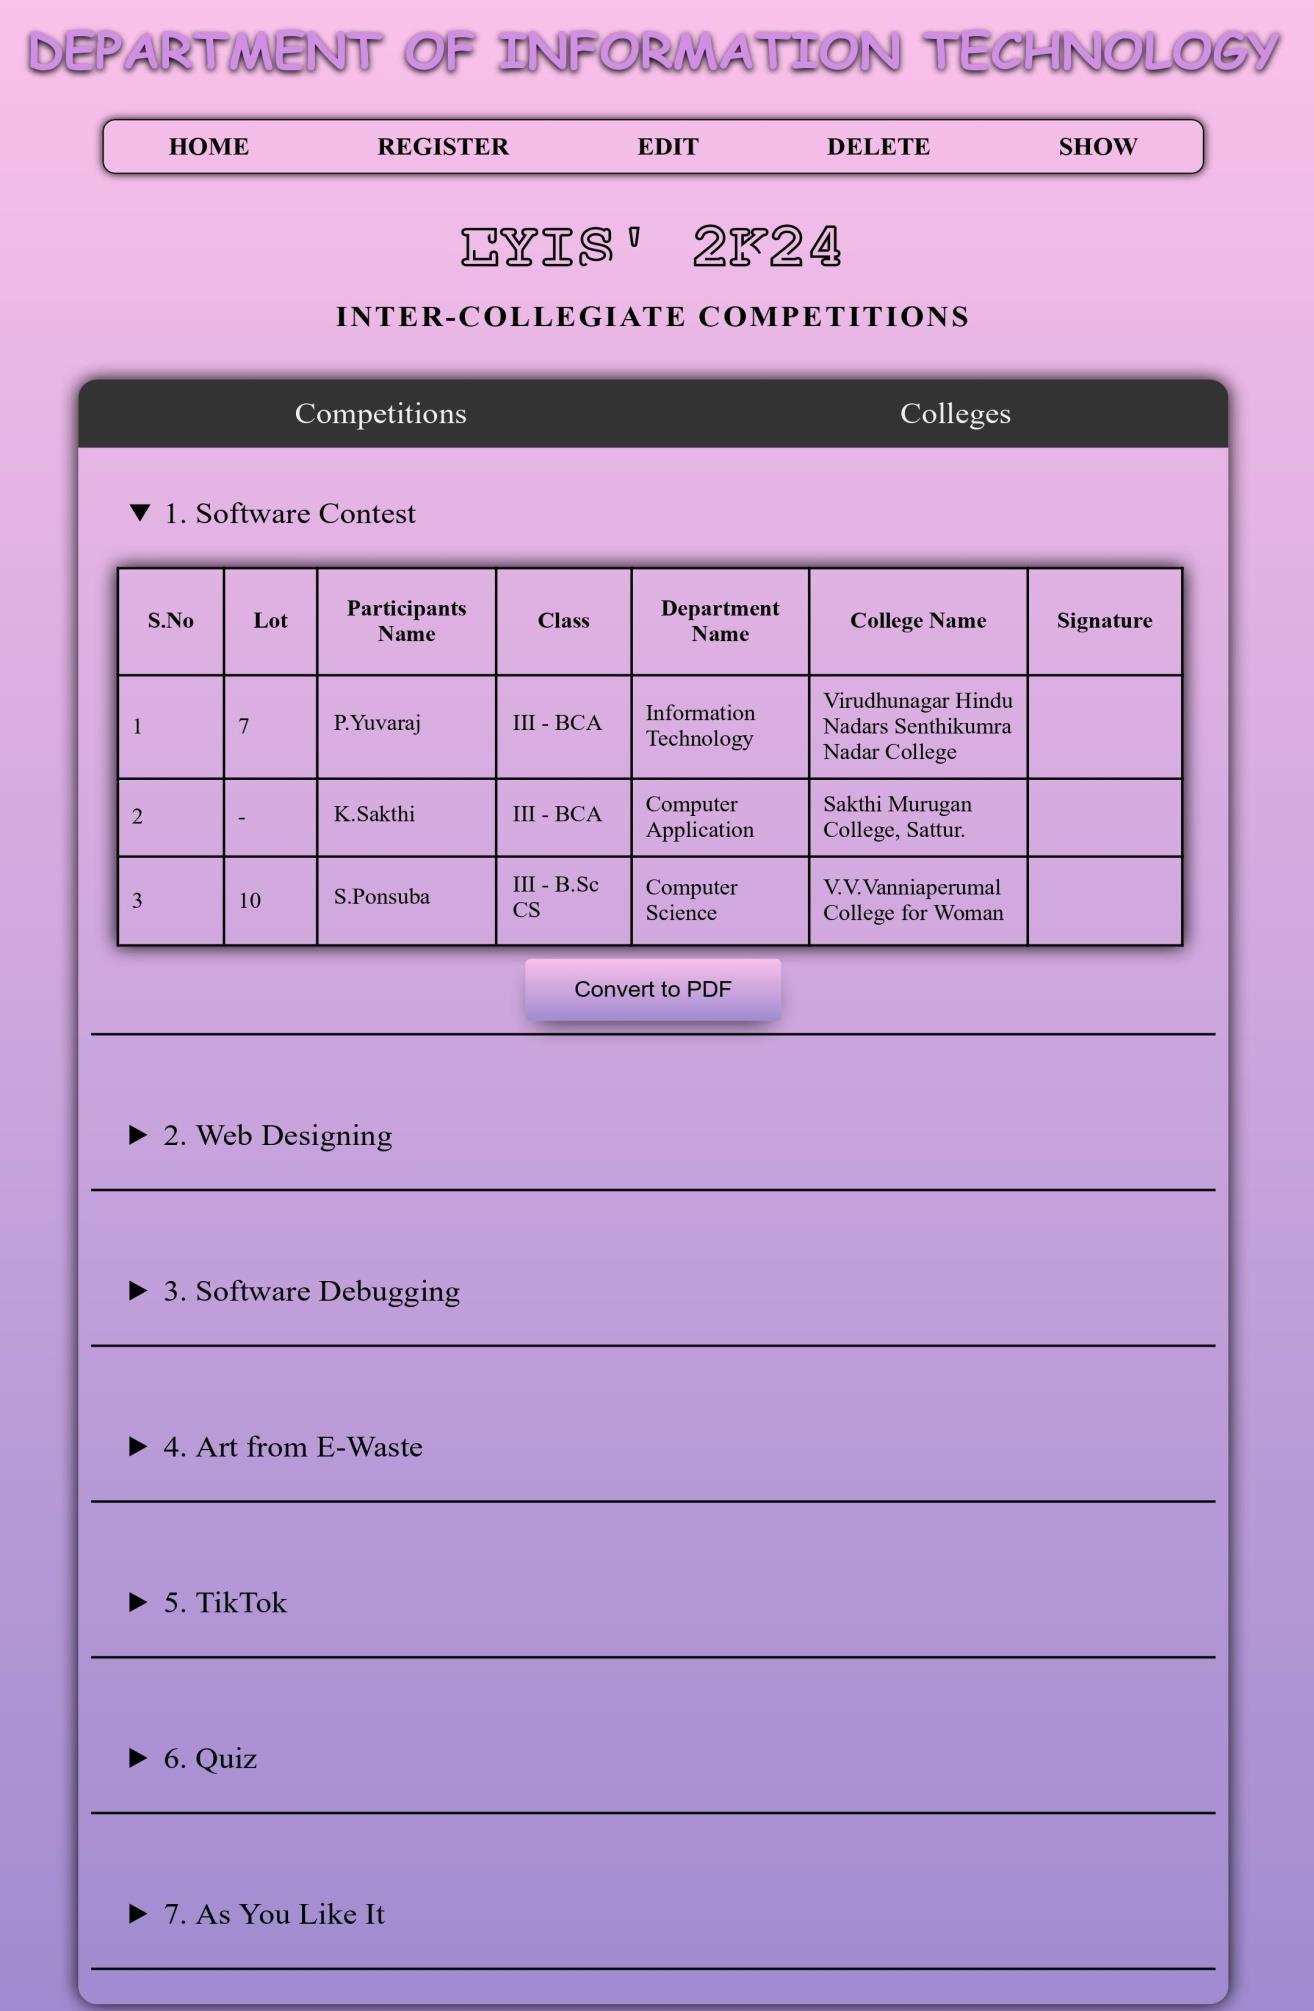 DEPARTMENT OF INFORMATION TECHNOLOGY
HOME REGISTER EDIT DELETE SHOW
EYIS' 2K24
INTER-COLLEGIATE COMPETITIONS
Competitions Colleges
▼ 1. Software Contest
S.No Lot Participants Name Class Department Name College Name Signature
1 7 P.Yuvaraj III - BCA Information Technology Virudhunagar Hindu Nadars Senthikumra Nadar College
2 - K.Sakthi III - BCA Computer Application Sakthi Murugan College, Sattur.
3 10 S.Ponsuba III - B.Sc CS Computer Science V.V.Vanniaperumal College for Woman
Convert to PDF
▶ 2. Web Designing
▶ 3. Software Debugging
▶ 4. Art from E-Waste
▶ 5. TikTok
▶ 6. Quiz
▶ 7. As You Like It